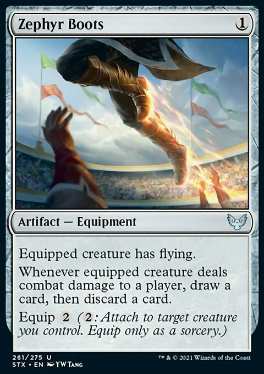 Zephyr Boots 1
Artifact — Equipment
Equipped creature has flying.
Whenever equipped creature deals
combat damage to a player, draw a
card, then discard a card.
Equip 2 (2: Attach to target creature
you control. Equip only as a sorcery.)
261/275 U
STX • EN YW TANG
™ & © 2021 Wizards of the Coast